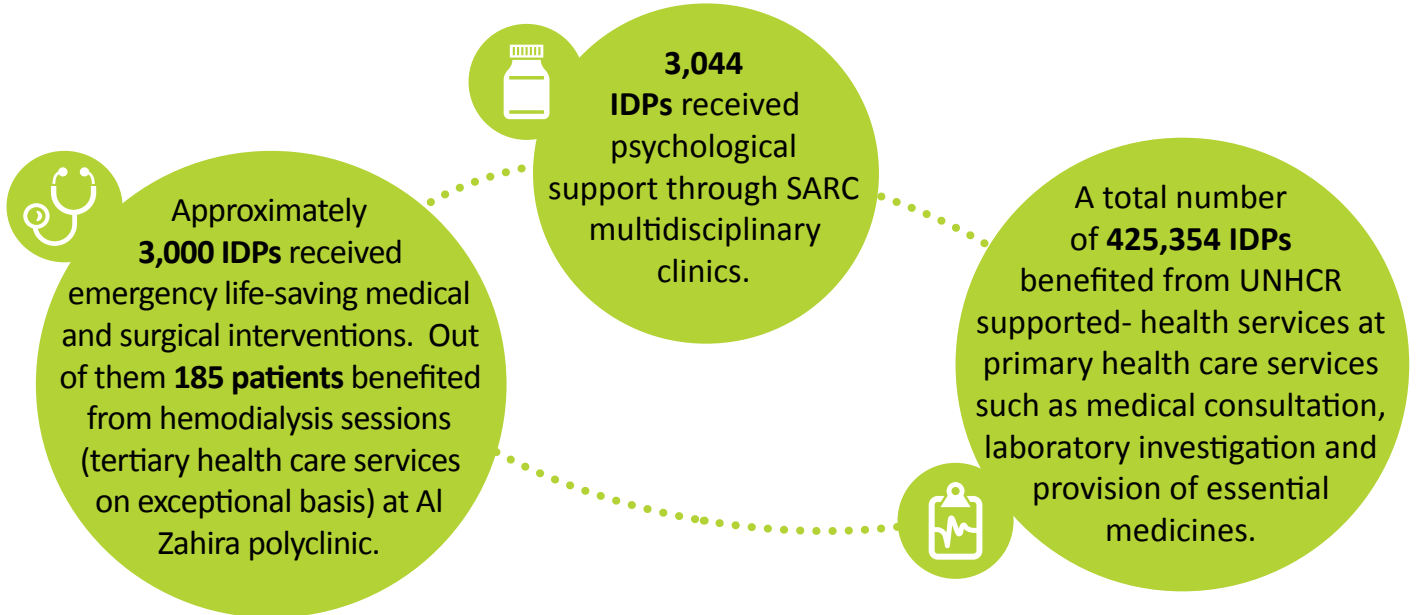 Approximately
3,000 IDPs received
emergency life-saving medical
and surgical interventions.  Out
of them 185 patients benefited
from hemodialysis sessions
(tertiary health care services
on exceptional basis) at Al
Zahira polyclinic.
3,044
IDPs received
psychological
support through SARC
multidisciplinary
clinics.
A total number
of 425,354 IDPs
benefited from UNHCR
supported- health services at
primary health care services
such as medical consultation,
laboratory investigation and
provision of essential
medicines.